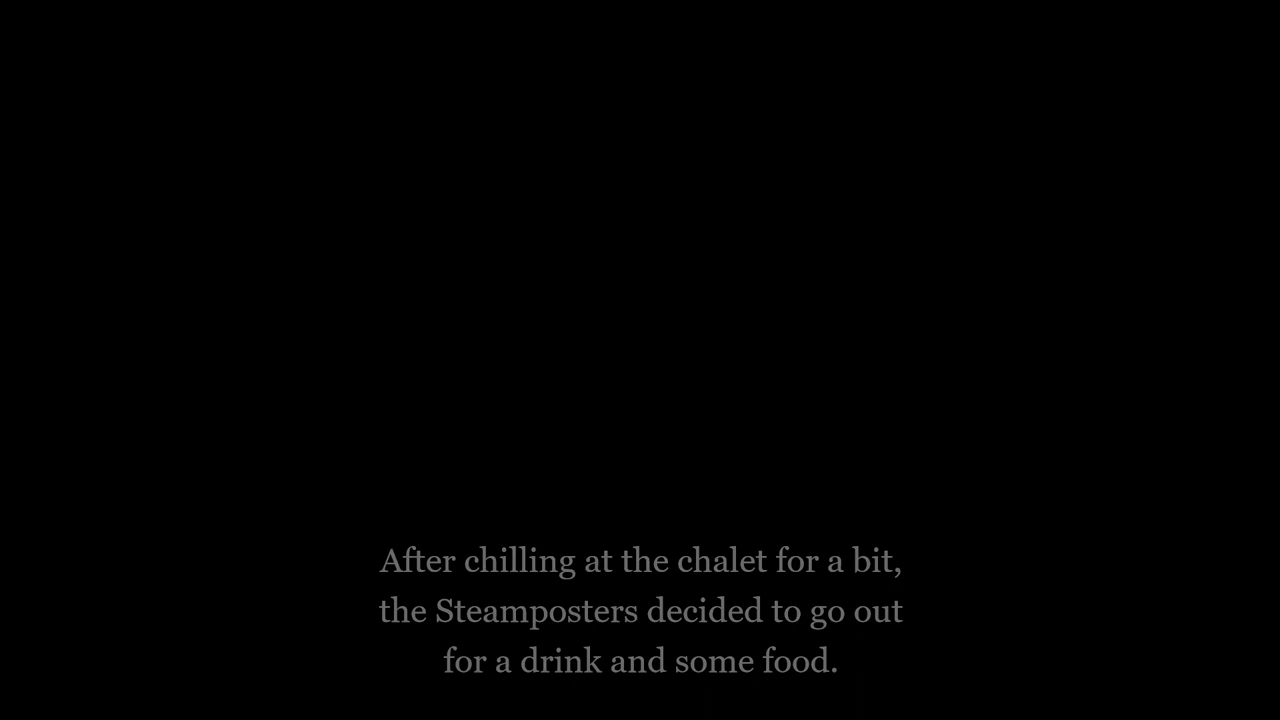 After chilling at the chalet for a bit,
the Steamposters decided to go out
for a drink and some food.